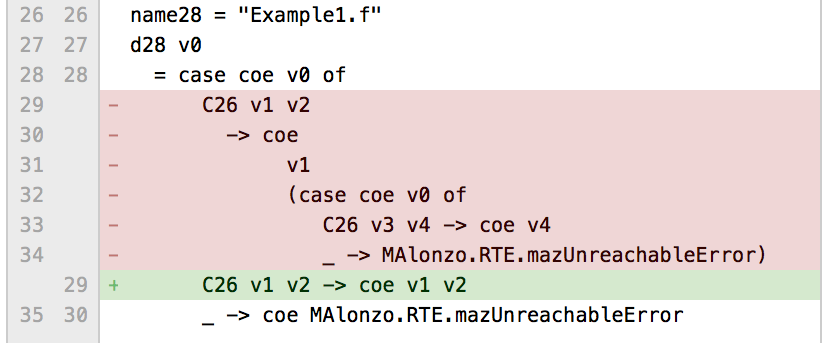 26 26 name28 = "Example1.f"
27 27 d28 v0
28 28 = case coe v0 of
29 - C26 v1 v2
30 - -> coe
31 - v1
32 - (case coe v0 of
33 - C26 v3 v4 -> coe v4
34 - _ -> MAlonzo.RTE.mazUnreachableError)
29 + C26 v1 v2 -> coe v1 v2
35 30 _ -> coe MAlonzo.RTE.mazUnreachableError